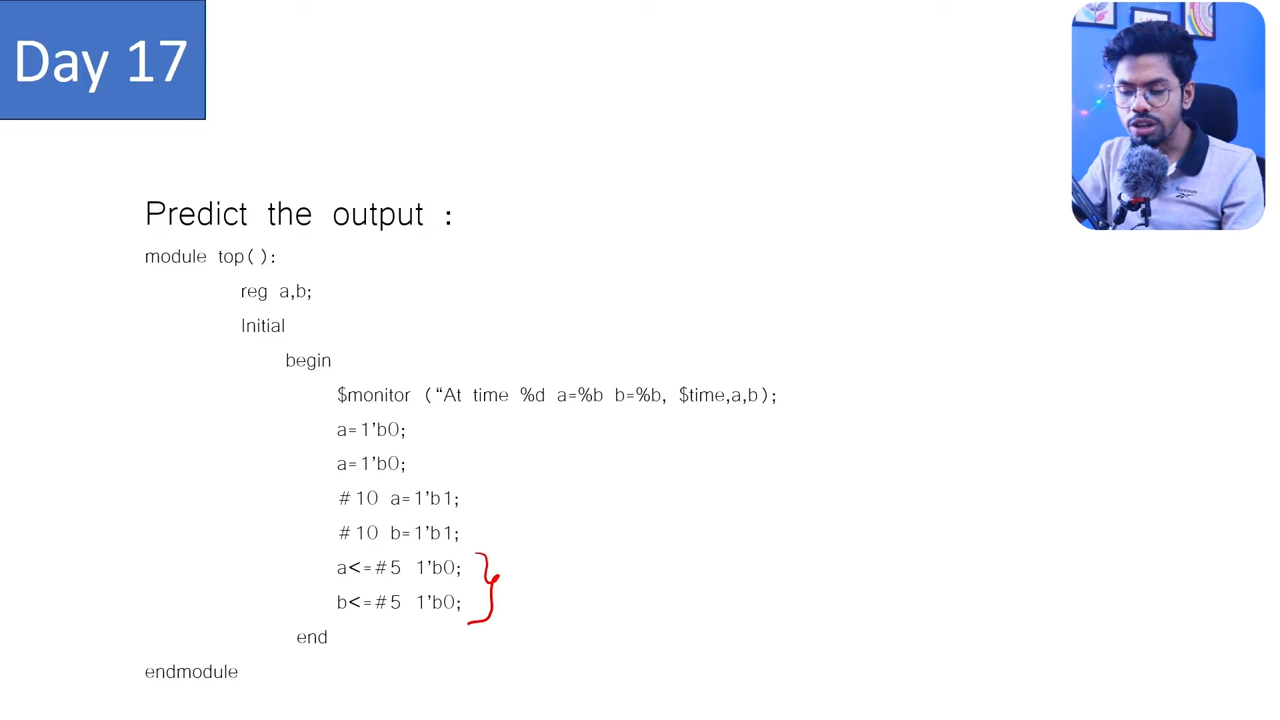 Day 17
Predict the output :
module top():
reg a,b;
Initial
begin
$monitor (“At time %d a=%b b=%b, $time,a,b);
a=1’b0;
a=1’b0;
#10 a=1’b1;
#10 b=1’b1;
a<=#5 1’b0;
b<=#5 1’b0;
end
endmodule